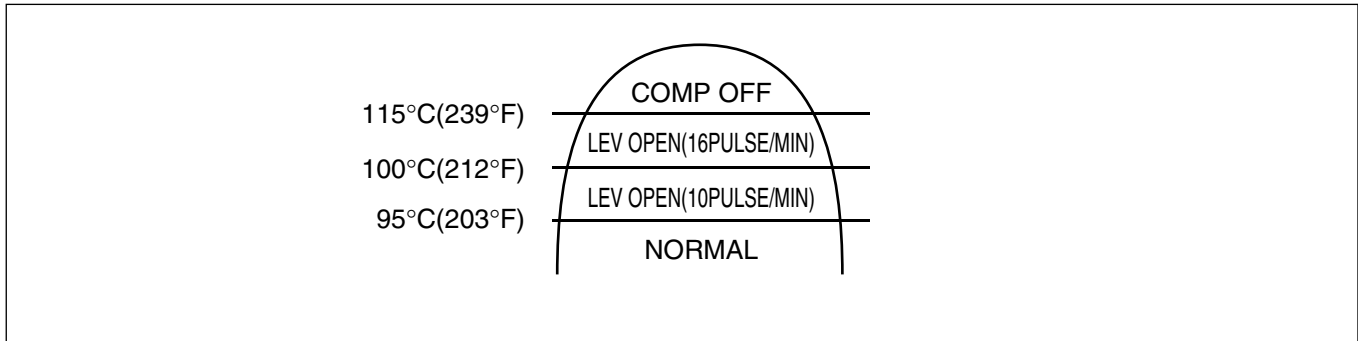 COMP OFF
115°C(239°F)
LEV OPEN(16PULSE/MIN)
100°C(212°F)
LEV OPEN(10PULSE/MIN)
95°C(203°F)
NORMAL